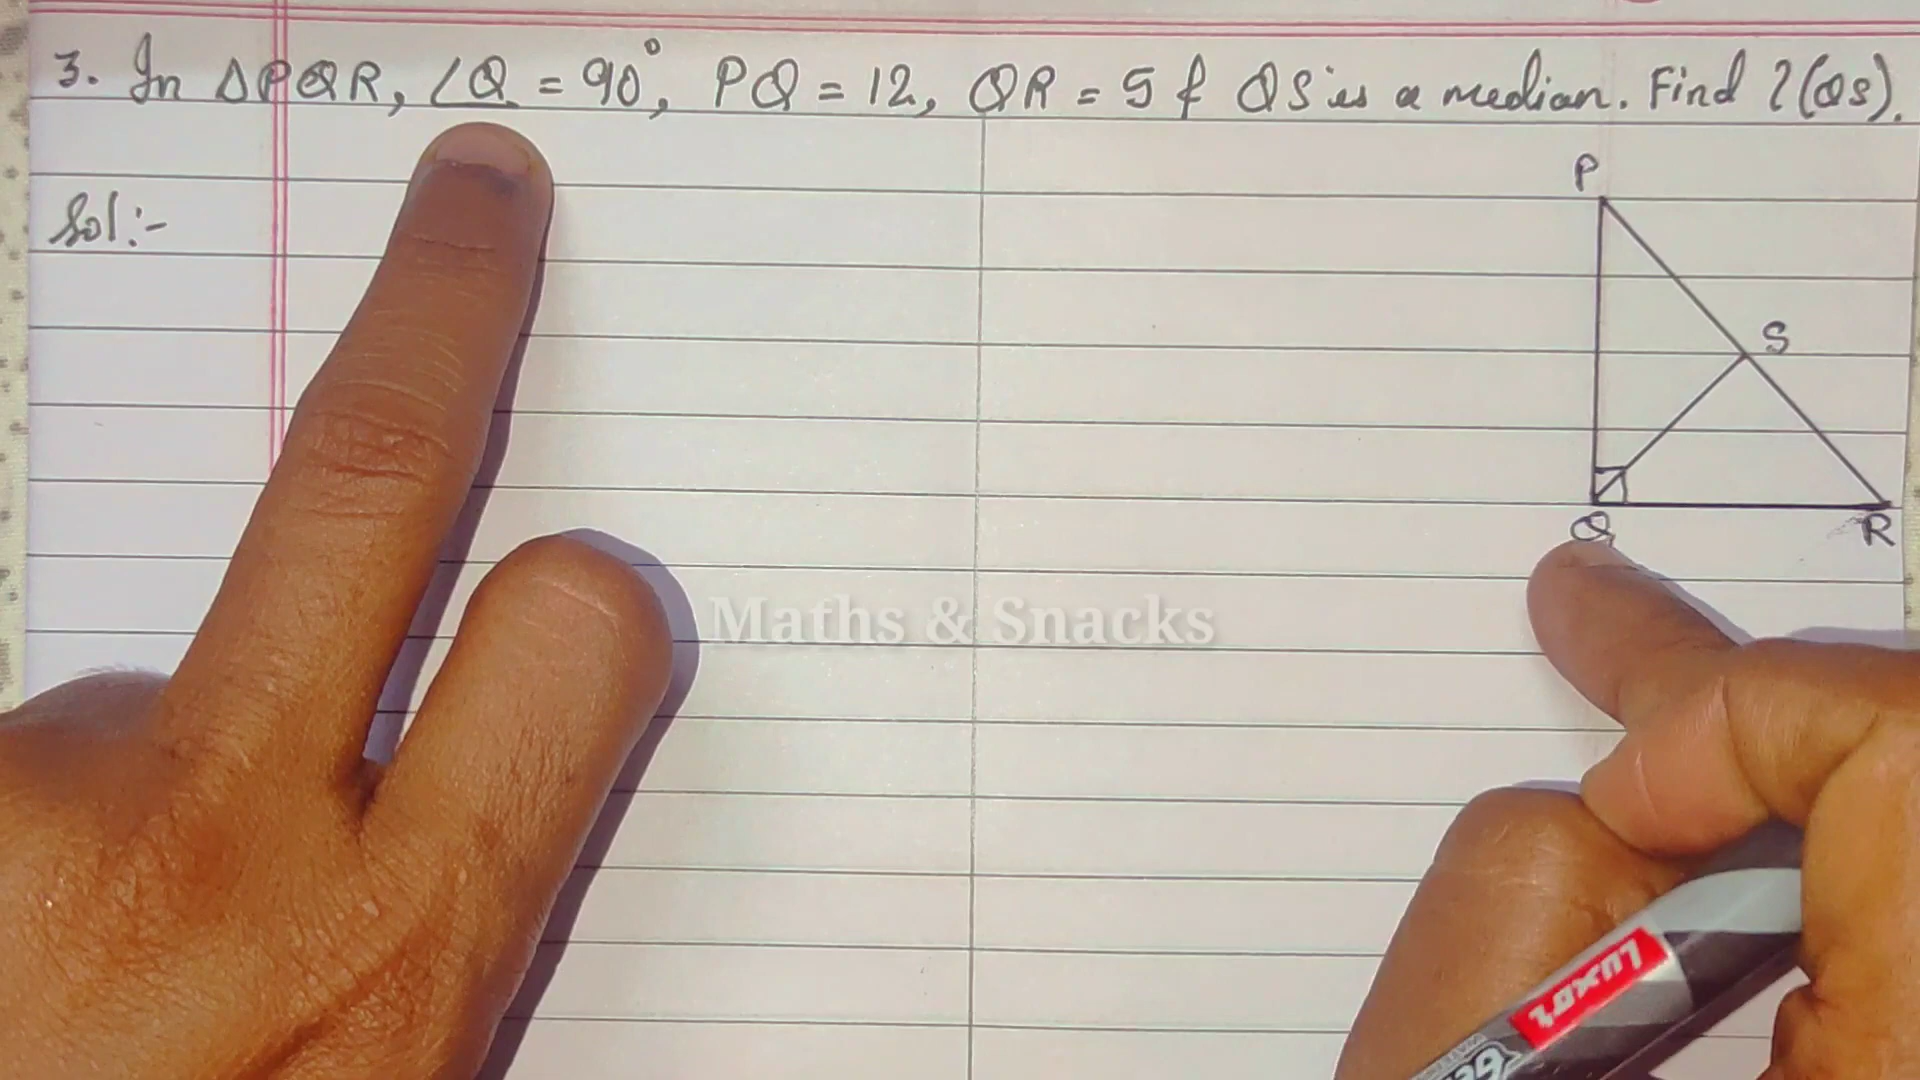 3. In ΔPQR, ∠Q = 90°, PQ = 12, QR = 5 & QS is a median. Find l(QS).
Sol:-
P
S
Q
R
Maths & Snacks
Luxor